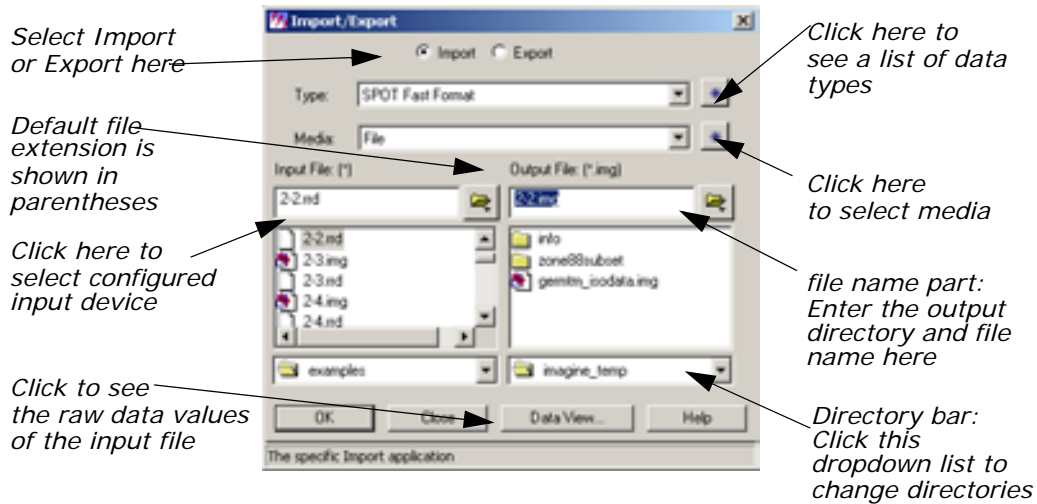 Import/Export
Select Import
or Export here
Import Export
Click here to
see a list of data
types
Type: SPOT Fast Format
Default file
extension is
shown in
parentheses
Media: File
Input File: (*) Output File: (*.img)
2-2.rrd 2-2.img
Click here
to select media
Click here to
select configured
input device
2-2.rrd
2-3.img
2-3.rrd
2-4.img
2-4.rrd
info
zone88subset
germtm_isodata.img
file name part:
Enter the output
directory and file
name here
examples imagine_temp
Click to see
the raw data values
of the input file
OK Close Data View... Help
Directory bar:
Click this
dropdown list to
change directories
The specific Import application